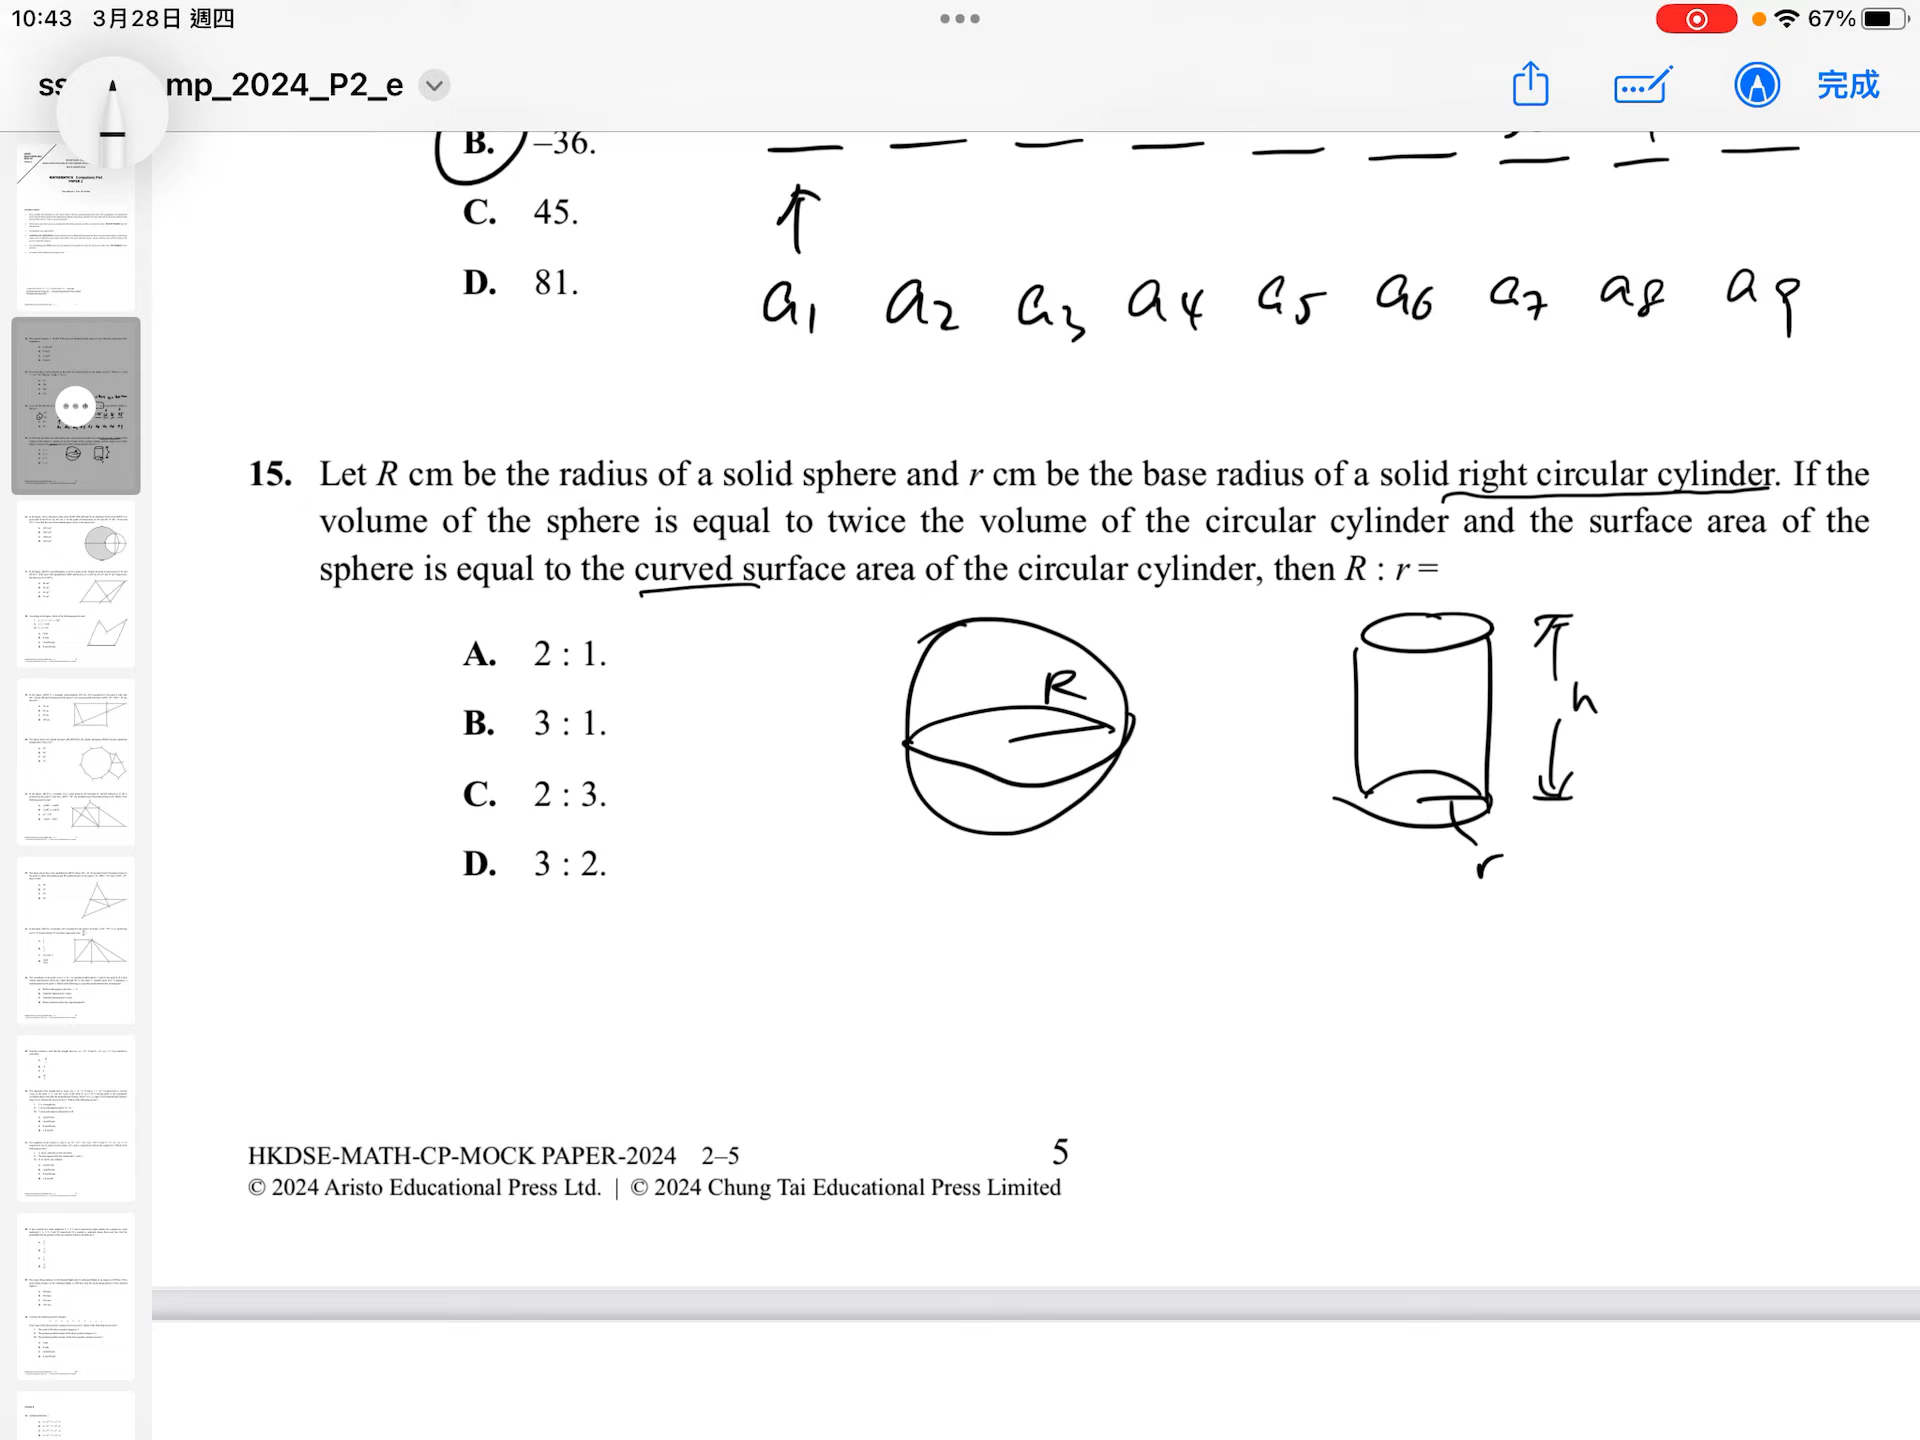 10:43 3月28日 週四
67%
ss mp_2024_P2_e
完成
B. –36.
C. 45.
D. 81.
a1 a2 a3 a4 a5 a6 a7 a8 a9
15. Let R cm be the radius of a solid sphere and r cm be the base radius of a solid right circular cylinder. If the
volume of the sphere is equal to twice the volume of the circular cylinder and the surface area of the
sphere is equal to the curved surface area of the circular cylinder, then R : r =
A. 2 : 1.
B. 3 : 1.
C. 2 : 3.
D. 3 : 2.
R
h
r
HKDSE-MATH-CP-MOCK PAPER-2024 2–5 5
© 2024 Aristo Educational Press Ltd. | © 2024 Chung Tai Educational Press Limited